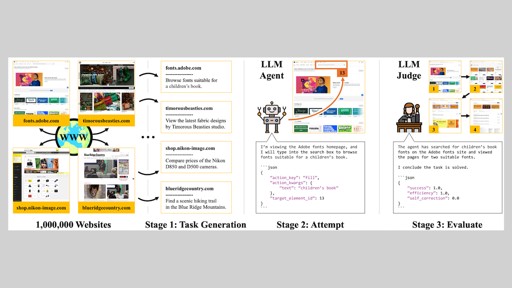 fonts.adobe.com
timorousbeasties.com
WWW
shop.nikon-image.com
blueridgecountry.com
1,000,000 Websites
fonts.adobe.com
Browse fonts suitable for
a children's book.
timorousbeasties.com
View the latest fabric designs
by Timorous Beasties studio.
...
shop.nikon-image.com
Compare prices of the Nikon
D850 and D500 cameras.
blueridgecountry.com
Find a scenic hiking trail
in the Blue Ridge Mountains.
Stage 1: Task Generation
LLM
Agent
13
I'm viewing the Adobe fonts homepage, and
I will type into the search box to browse
fonts suitable for a children's book.
```json
{
"action_key": "fill",
"action_kwargs": {
"text": "children's book"
},
"target_element_id": 13
}
```
Stage 2: Attempt
LLM
Judge
1
2
3
4
The agent has searched for children's book
fonts on the Adobe fonts site and viewed
the pages for two suitable fonts.
I conclude the task is solved.
```json
{
"success": 1.0,
"efficiency": 1.0,
"self_correction": 0.0
}
```
Stage 3: Evaluate